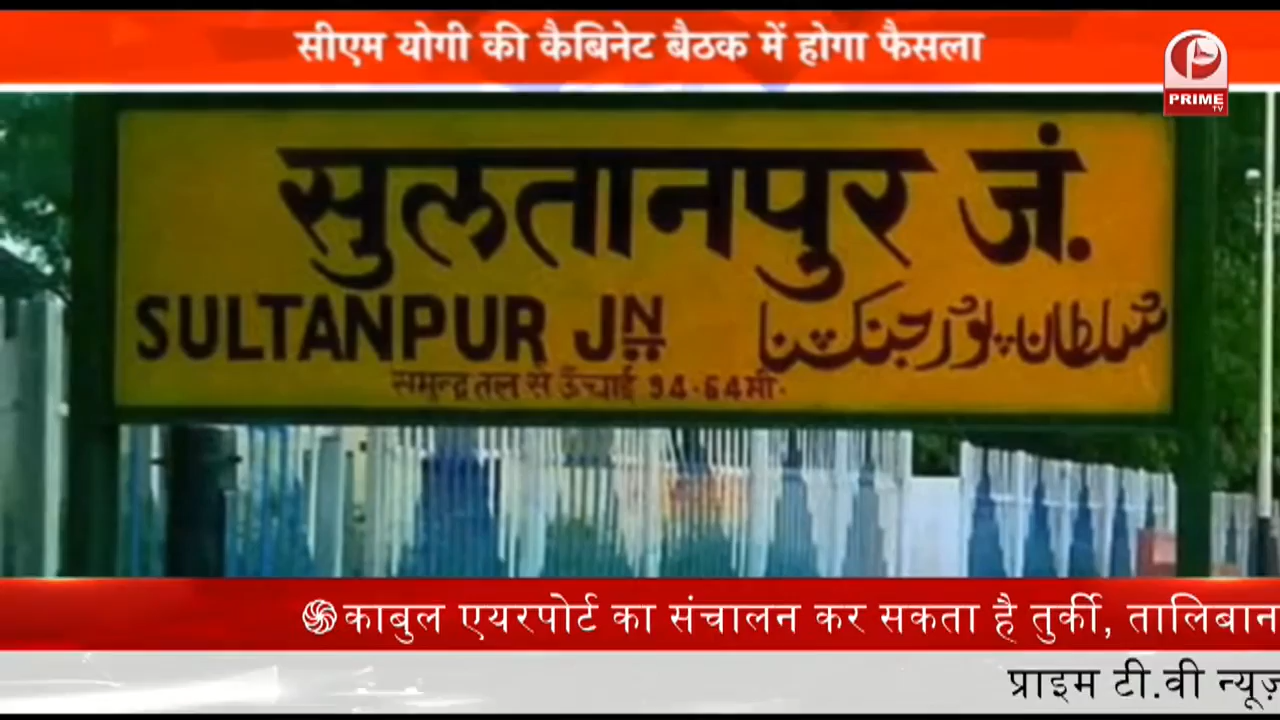 सीएम योगी की कैबिनेट बैठक में होगा फैसला
PRIME
TV
सुलतानपुर जं.
SULTANPUR JN
سلطان پور جنکشن
समुन्द्र तल से ऊँचाई 94.64 मी.
काबुल एयरपोर्ट का संचालन कर सकता है तुर्की, तालिबान
प्राइम टी.वी न्यूज़